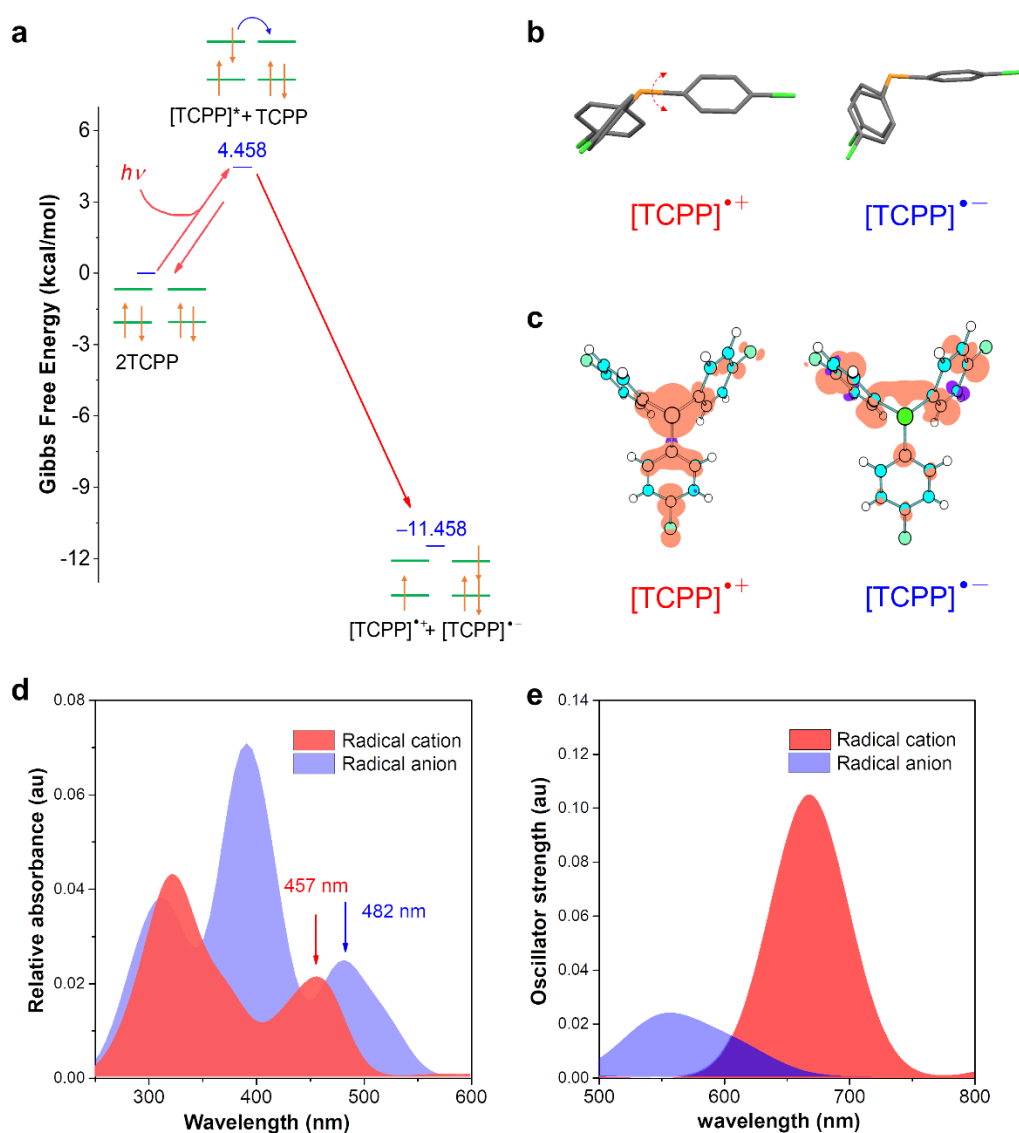 a
[TCPP]*+ TCPP
4.458
hν
2TCPP
−11.458
[TCPP]•++ [TCPP]•−
Gibbs Free Energy (kcal/mol)
6
3
0
-3
-6
-9
-12
b
[TCPP]•+
[TCPP]•−
c
[TCPP]•+
[TCPP]•−
d
Radical cation
Radical anion
457 nm
482 nm
Relative absorbance (au)
0.08
0.06
0.04
0.02
0.00
300 400 500 600
Wavelength (nm)
e
Radical cation
Radical anion
Oscillator strength (au)
0.14
0.12
0.10
0.08
0.06
0.04
0.02
0.00
500 600 700 800
wavelength (nm)